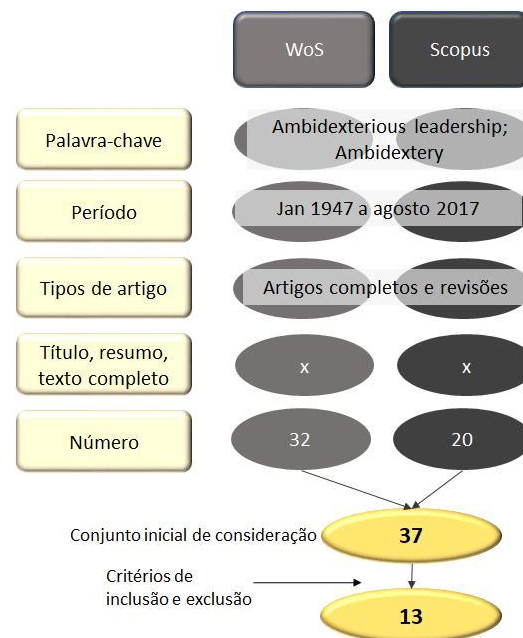 WoS
Scopus
Palavra-chave
Ambidexterious leadership;
Ambidextery
Período
Jan 1947 a agosto 2017
Tipos de artigo
Artigos completos e revisões
Título, resumo,
texto completo
x
x
Número
32
20
Conjunto inicial de consideração
37
Critérios de
inclusão e exclusão
13